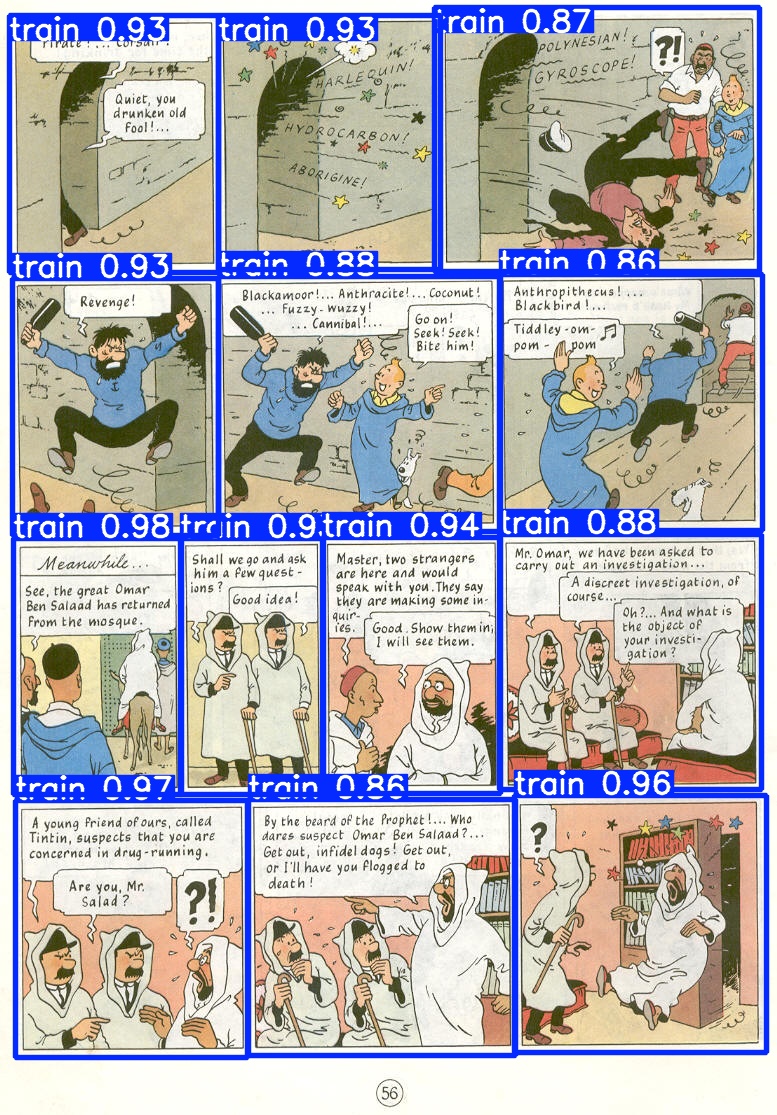 train 0.93
train 0.93
train 0.87
Pirate!... Corsair!
Quiet, you
drunken old
fool!...
HARLEQUIN!
HYDROCARBON!
ABORIGINE!
POLYNESIAN!
GYROSCOPE!
?!
train 0.93
train 0.88
train 0.86
Revenge!
Blackamoor!... Anthracite!... Coconut!
... Fuzzy-wuzzy!
... Cannibal!...
Go on!
Seek! Seek!
Bite him!
Anthropithecus!...
Blackbird!...
Tiddley-om-
pom - pom
train 0.98
train 0.9
train 0.94
train 0.88
Meanwhile...
See, the great Omar
Ben Salaad has returned
from the mosque.
Shall we go and ask
him a few quest-
ions?
Good idea!
Master, two strangers
are here and would
speak with you. They say
they are making some in-
quir-
ies.
Good. Show them in;
I will see them.
Mr. Omar, we have been asked to
carry out an investigation...
A discreet investigation, of
course...
Oh?... And what is
the object of
your investi-
gation?
train 0.97
train 0.86
train 0.96
A young friend of ours, called
Tintin, suspects that you are
concerned in drug-running.
Are you, Mr.
Salad?
?!
By the beard of the Prophet!... Who
dares suspect Omar Ben Salaad?...
Get out, infidel dogs! Get out,
or I'll have you flogged to
death!
?
56